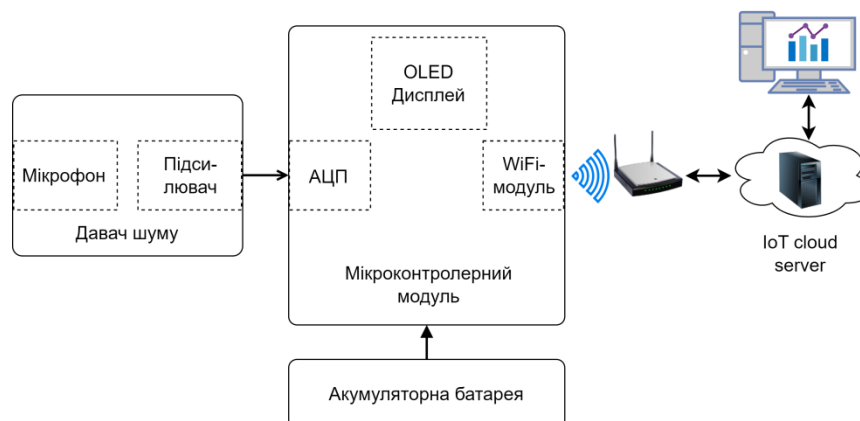 OLED
Дисплей
Мікрофон
Підси-
лювач
АЦП
WiFi-
модуль
Давач шуму
Мікроконтролерний
модуль
IoT cloud
server
Акумуляторна батарея